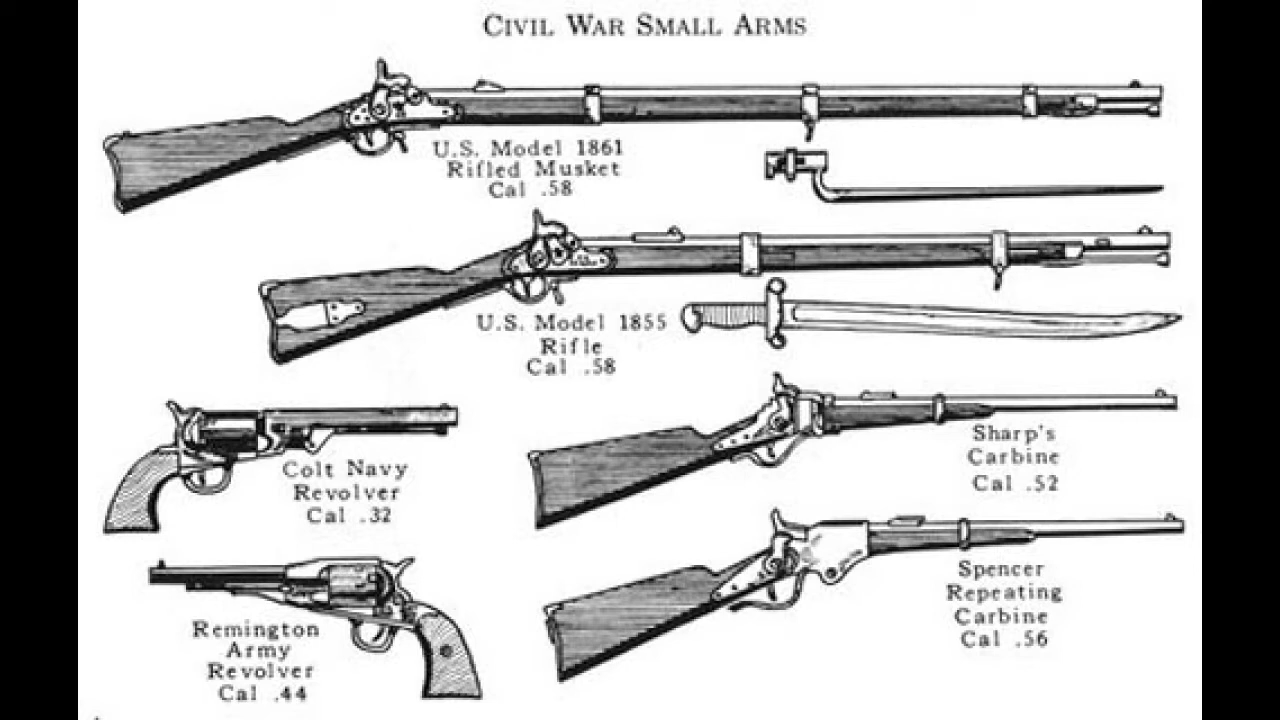 CIVIL WAR SMALL ARMS
U.S. Model 1861
Rifled Musket
Cal .58
U.S. Model 1855
Rifle
Cal .58
Colt Navy
Revolver
Cal .32
Sharp's
Carbine
Cal .52
Remington
Army
Revolver
Cal .44
Spencer
Repeating
Carbine
Cal .56